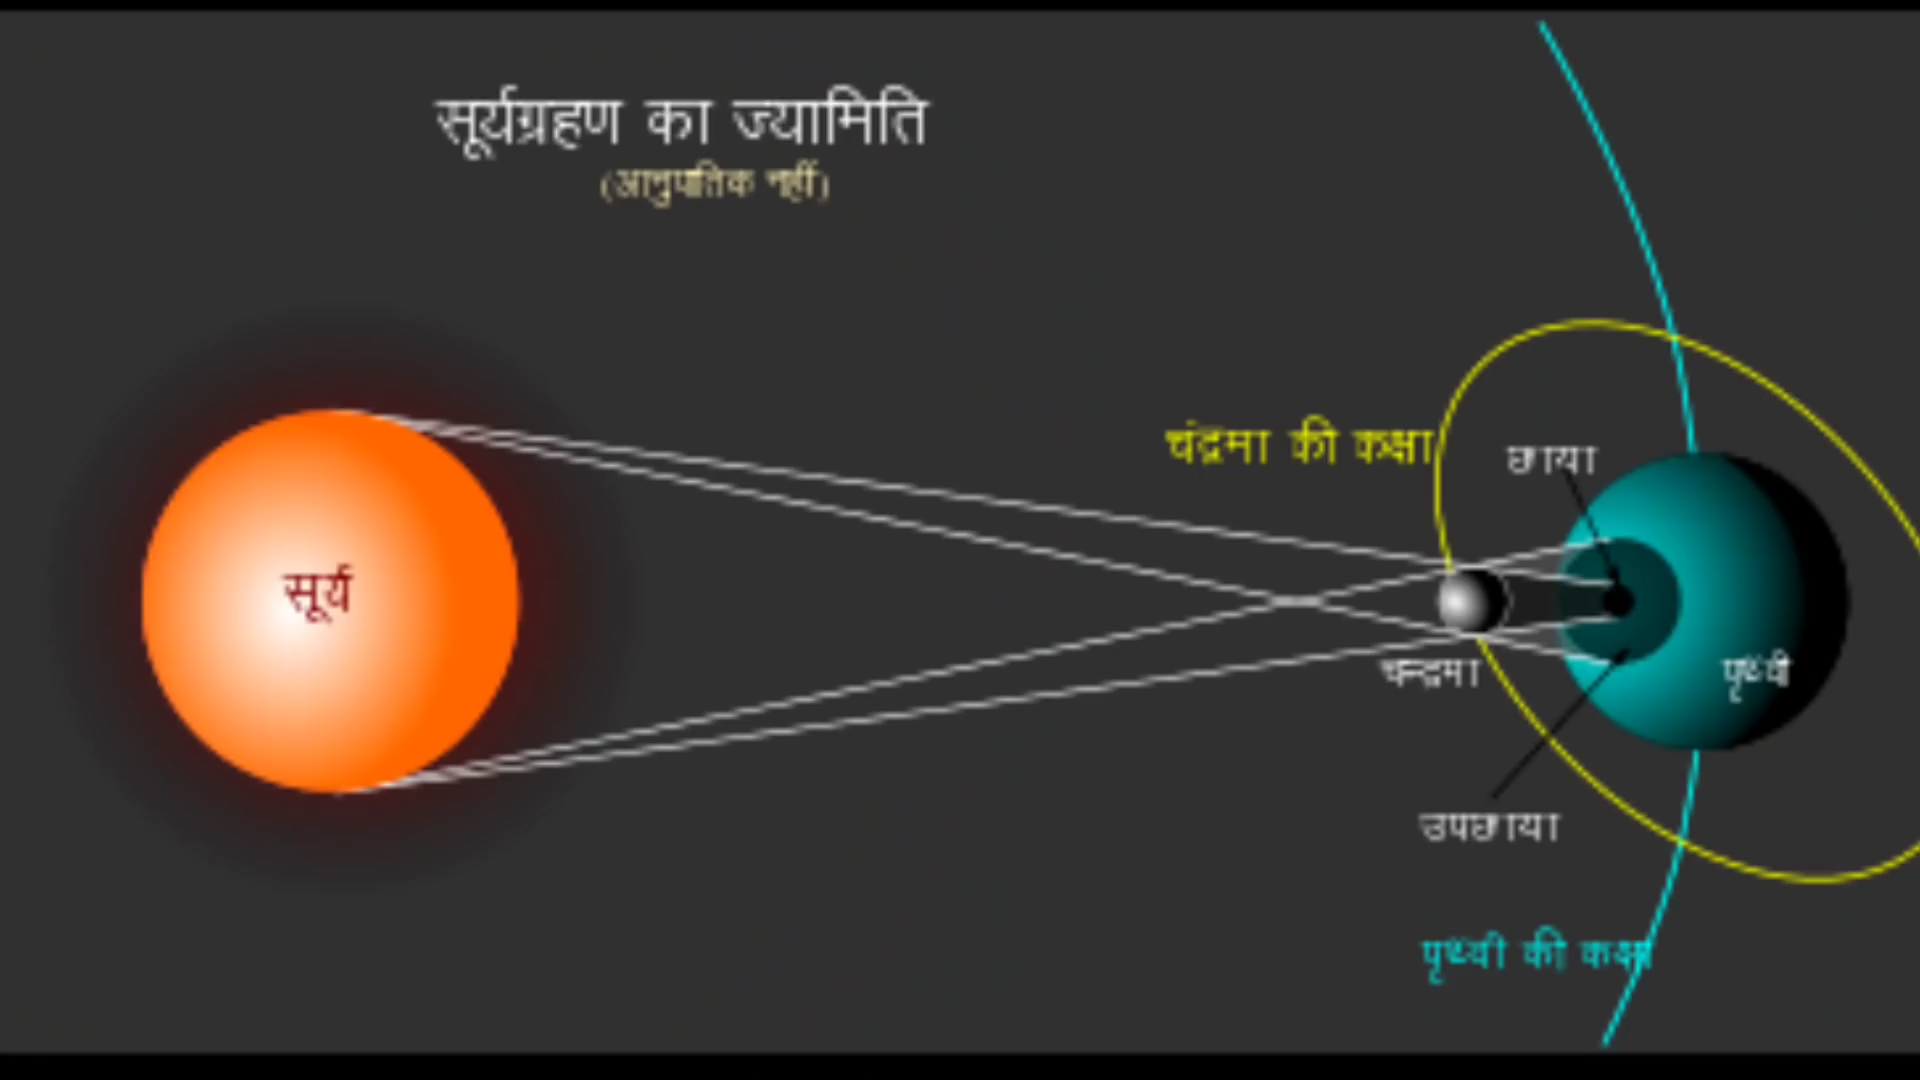 सूर्यग्रहण का ज्यामिति
(आनुपातिक नहीं)
चंद्रमा की कक्षा
छाया
सूर्य
चन्द्रमा
पृथ्वी
उपछाया
पृथ्वी की कक्षा